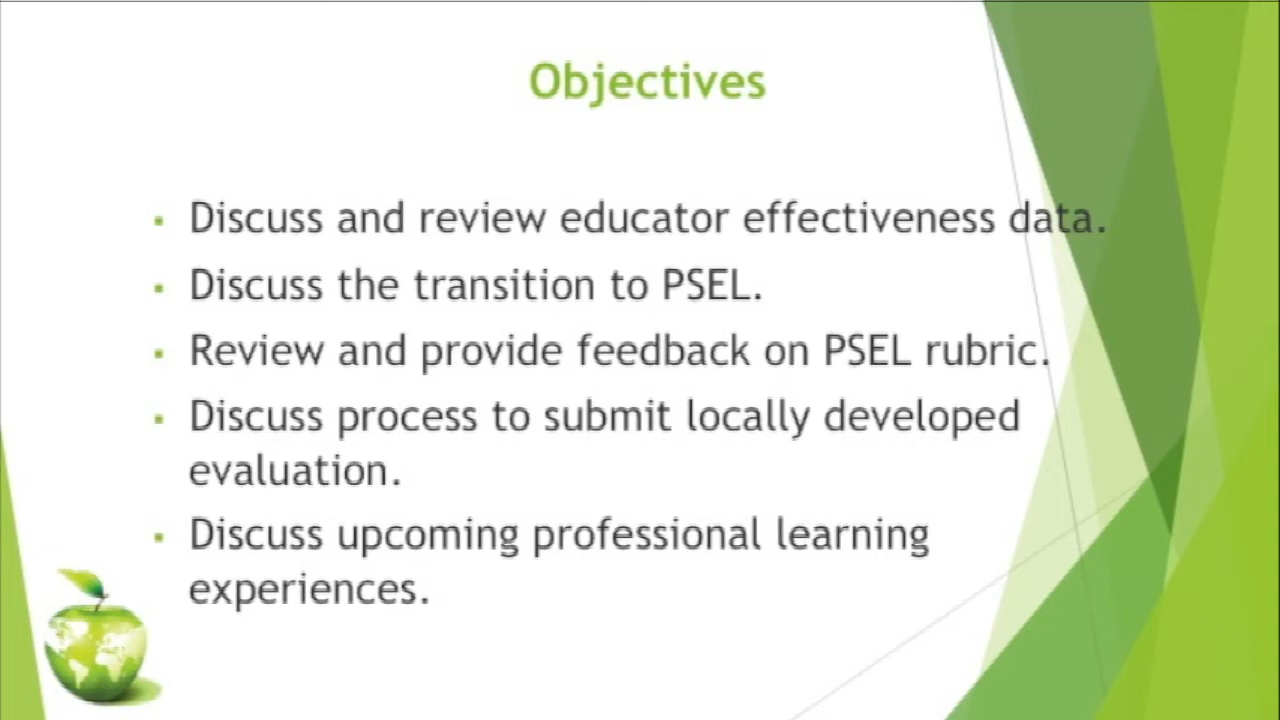 Objectives
▪ Discuss and review educator effectiveness data.
▪ Discuss the transition to PSEL.
▪ Review and provide feedback on PSEL rubric.
▪ Discuss process to submit locally developed
evaluation.
▪ Discuss upcoming professional learning
experiences.